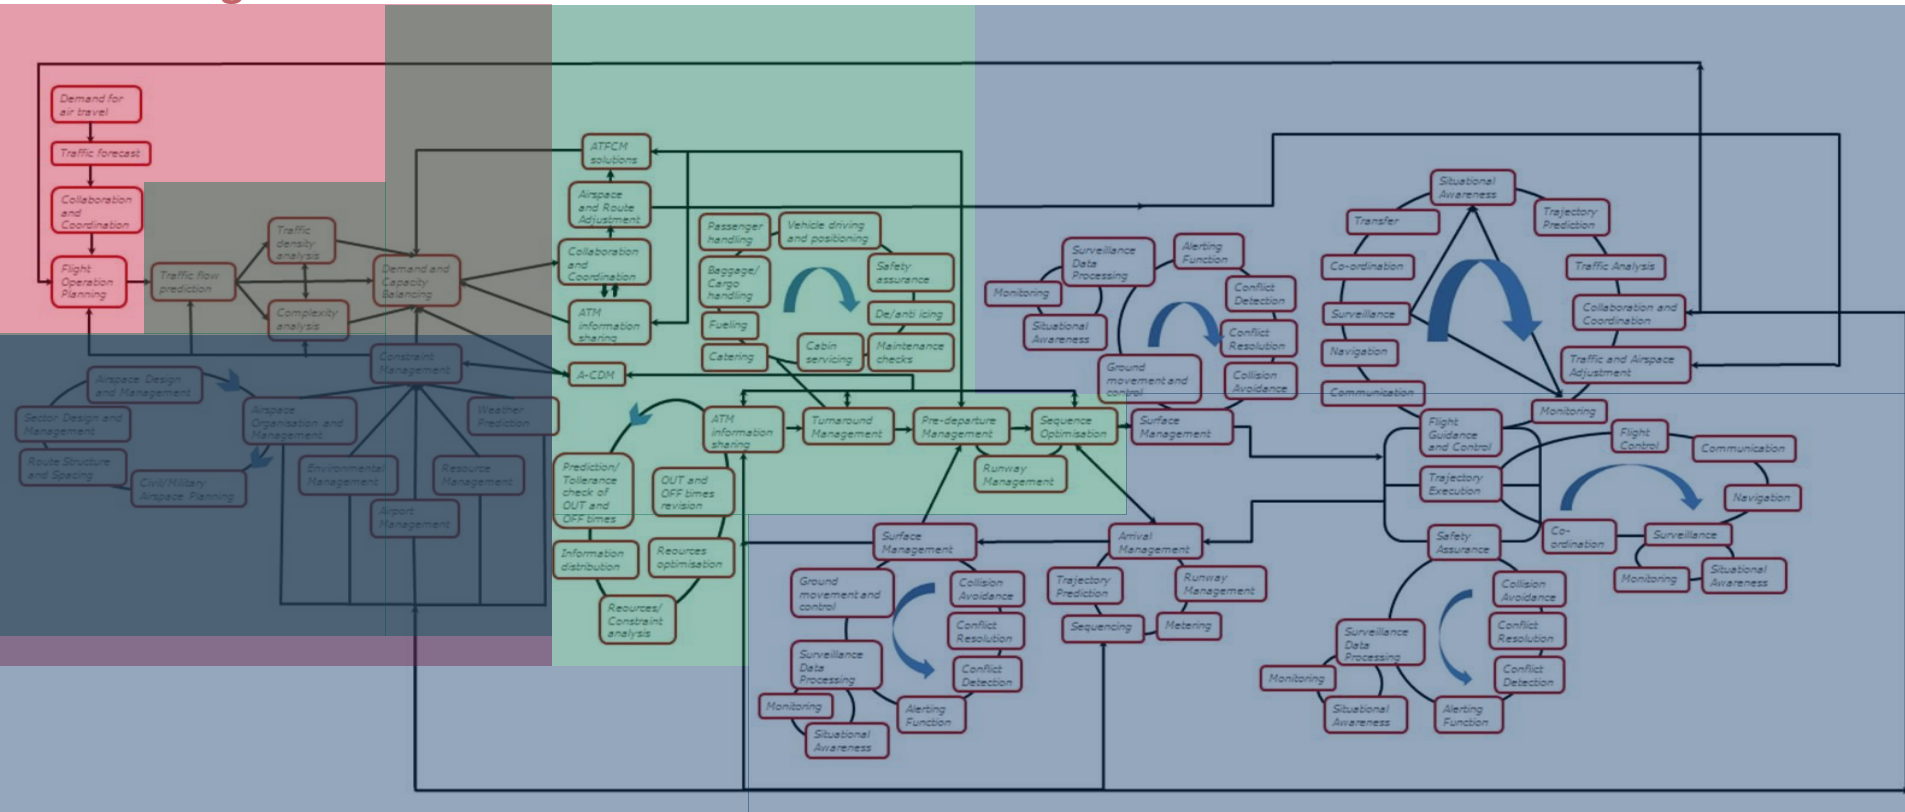 Demand for
air travel
Traffic forecast
Collaboration
and
Coordination
Flight
Operation
Planning
Traffic flow
prediction
Traffic
density
analysis
Complexity
analysis
Demand and
Capacity
Balancing
Constraint
Management
Airspace Design
and Management
Sector Design and
Management
Route Structure
and Spacing
Civil/Military
Airspace Planning
Airspace
Organisation and
Management
Environmental
Management
Airport
Management
Resource
Management
Weather
Prediction
ATFCM
solutions
Airspace
and Route
Adjustment
Collaboration
and
Coordination
ATM
information
sharing
A-CDM
Passenger
handling
Vehicle driving
and positioning
Baggage/
Cargo
handling
Safety
assurance
Fueling
De/anti icing
Catering
Cabin
servicing
Maintenance
checks
ATM
information
sharing
Turnaround
Management
Pre-departure
Management
Sequence
Optimisation
Runway
Management
Prediction/
Tollerance
check of
OUT and
OFF times
OUT and
OFF times
revision
Information
distribution
Reources
optimisation
Reources/
Constraint
analysis
Surveillance
Data
Processing
Alerting
Function
Monitoring
Conflict
Detection
Situational
Awareness
Conflict
Resolution
Ground
movement and
control
Collision
Avoidance
Surface
Management
Situational
Awareness
Transfer
Trajectory
Prediction
Co-ordination
Traffic Analysis
Surveillance
Collaboration and
Coordination
Navigation
Traffic and Airspace
Adjustment
Communication
Monitoring
Flight
Guidance
and Control
Trajectory
Execution
Safety
Assurance
Flight
Control
Communication
Navigation
Co-
ordination
Surveillance
Monitoring
Situational
Awareness
Surface
Management
Arrival
Management
Ground
movement and
control
Collision
Avoidance
Conflict
Resolution
Surveillance
Data
Processing
Conflict
Detection
Monitoring
Alerting
Function
Situational
Awareness
Trajectory
Prediction
Runway
Management
Sequencing
Metering
Collision
Avoidance
Surveillance
Data
Processing
Conflict
Resolution
Monitoring
Conflict
Detection
Situational
Awareness
Alerting
Function